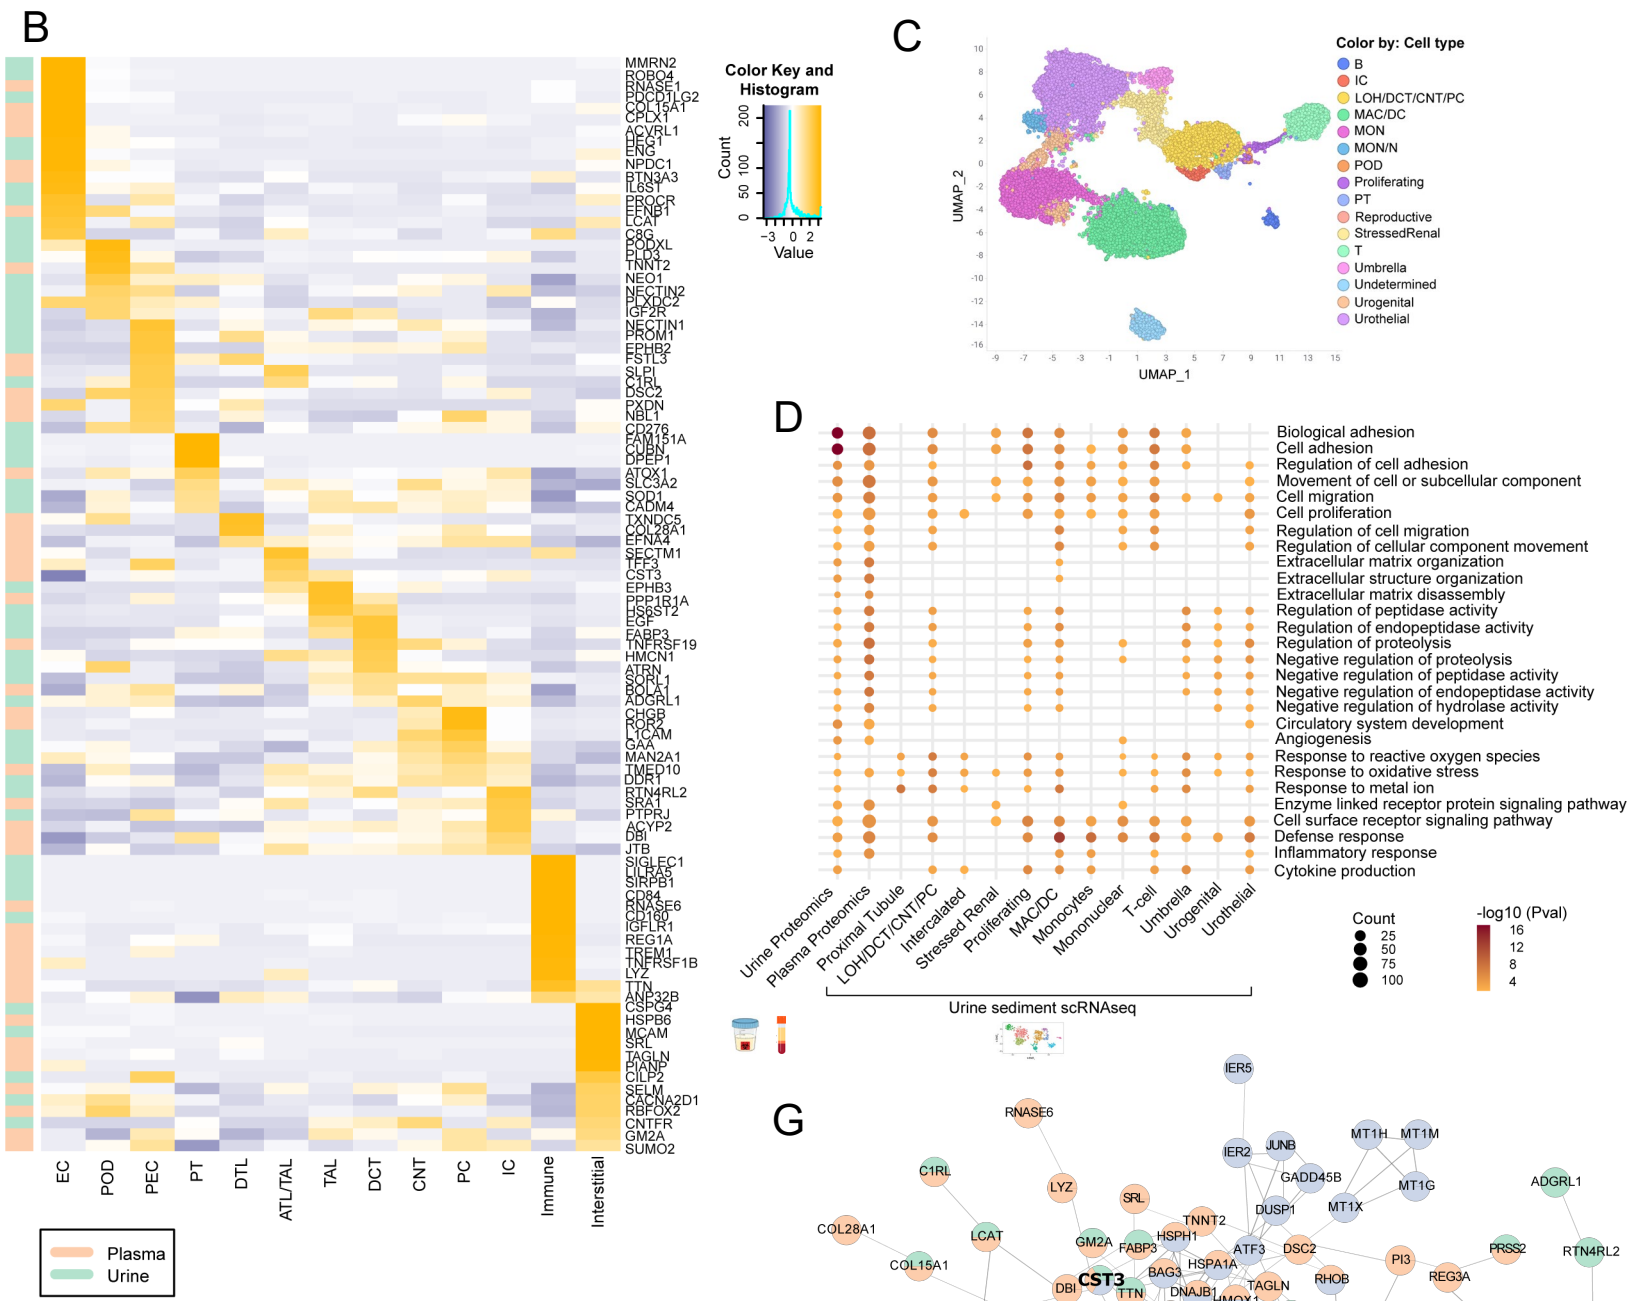 B
MMRN2
ROBO4
RNASE1
PDCD1LG2
COL15A1
CPLX1
ACVRL1
HEG1
ENG
NPDC1
BTN3A3
IL6ST
PROCR
EFNB1
LCAT
C8G
PODXL
PLD3
TNNT2
NEO1
NECTIN2
PLXDC2
IGF2R
NECTIN1
PROM1
EPHB2
FSTL3
SLPI
C1RL
DSC2
PXDN
NBL1
CD276
FAM151A
CUBN
DPEP1
ATOX1
SLC3A2
SOD1
CADM4
TXNDC5
COL28A1
EFNA4
SECTM1
TFF3
CST3
EPHB3
PPP1R1A
HS6ST2
EGF
FABP3
TNFRSF19
HMCN1
ATRN
SORL1
BOLA1
ADGRL1
CHGB
ROR2
L1CAM
GAA
MAN2A1
TMED10
DDR1
RTN4RL2
SRA1
PTPRJ
ACYP2
DBI
JTB
SIGLEC1
LILRA5
SIRPB1
CD84
RNASE6
CD160
IGFLR1
REG1A
TREM1
TNFRSF1B
LYZ
TTN
ANP32B
CSPG4
HSPB6
MCAM
SRL
TAGLN
PIANP
CILP2
SELM
CACNA2D1
RBFOX2
CNTFR
GM2A
SUMO2
EC
POD
PEC
PT
DTL
ATL/TAL
TAL
DCT
CNT
PC
IC
Immune
Interstitial
Plasma
Urine
Color Key and
Histogram
Count
0 50 100 200
−3 0 2
Value
C
UMAP_2
10
8
6
4
2
0
-2
-4
-6
-8
-10
-12
-14
-16
-9 -7 -5 -3 -1 1 3 5 7 9 11 13 15
UMAP_1
Color by: Cell type
B
IC
LOH/DCT/CNT/PC
MAC/DC
MON
MON/N
POD
Proliferating
PT
Reproductive
StressedRenal
T
Umbrella
Undetermined
Urogenital
Urothelial
D
Biological adhesion
Cell adhesion
Regulation of cell adhesion
Movement of cell or subcellular component
Cell migration
Cell proliferation
Regulation of cell migration
Regulation of cellular component movement
Extracellular matrix organization
Extracellular structure organization
Extracellular matrix disassembly
Regulation of peptidase activity
Regulation of endopeptidase activity
Regulation of proteolysis
Negative regulation of proteolysis
Negative regulation of peptidase activity
Negative regulation of endopeptidase activity
Negative regulation of hydrolase activity
Circulatory system development
Angiogenesis
Response to reactive oxygen species
Response to oxidative stress
Response to metal ion
Enzyme linked receptor protein signaling pathway
Cell surface receptor signaling pathway
Defense response
Inflammatory response
Cytokine production
Urine Proteomics
Plasma Proteomics
Proximal Tubule
LOH/DCT/CNT/PC
Intercalated
Stressed Renal
Proliferating
MAC/DC
Monocytes
Mononuclear
T-cell
Umbrella
Urogenital
Urothelial
Urine sediment scRNAseq
Count
25
50
75
100
-log10 (Pval)
16
12
8
4
G
IER5
RNASE6
MT1H
MT1M
JUNB
IER2
C1RL
GADD45B
LYZ
MT1G
ADGRL1
SRL
MT1X
DUSP1
TNNT2
COL28A1
LCAT
HSPH1
GM2A
FABP3
ATF3
DSC2
PRSS2
RTN4RL2
COL15A1
HSPA1A
PI3
BAG3
CST3
RHOB
REG3A
DBI
TTN
DNAJB1
TAGLN
HMOX1